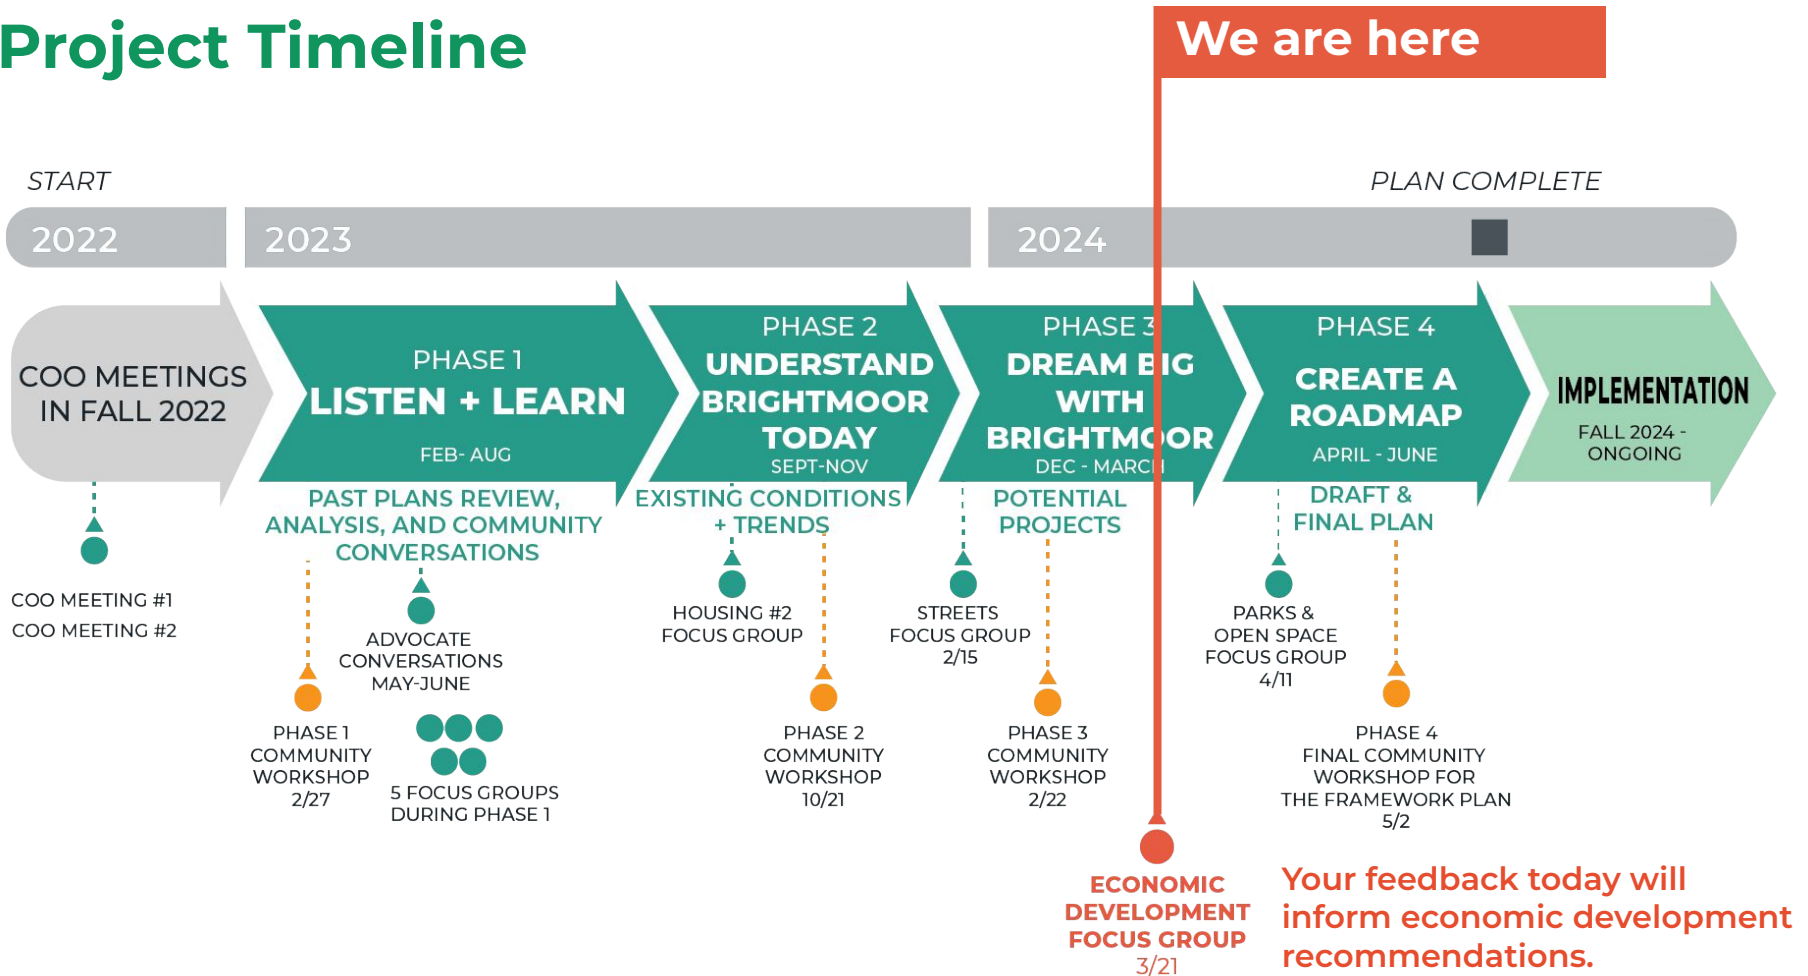 Project Timeline
We are here
START
PLAN COMPLETE
2022
2023
2024
COO MEETINGS
IN FALL 2022
PHASE 1
LISTEN + LEARN
FEB- AUG
PHASE 2
UNDERSTAND
BRIGHTMOOR
TODAY
SEPT-NOV
PHASE 3
DREAM BIG
WITH
BRIGHTMOOR
DEC - MARCH
PHASE 4
CREATE A
ROADMAP
APRIL - JUNE
IMPLEMENTATION
FALL 2024 -
ONGOING
PAST PLANS REVIEW,
ANALYSIS, AND COMMUNITY
CONVERSATIONS
EXISTING CONDITIONS
+ TRENDS
POTENTIAL
PROJECTS
DRAFT &
FINAL PLAN
COO MEETING #1
COO MEETING #2
PHASE 1
COMMUNITY
WORKSHOP
2/27
ADVOCATE
CONVERSATIONS
MAY-JUNE
5 FOCUS GROUPS
DURING PHASE 1
HOUSING #2
FOCUS GROUP
PHASE 2
COMMUNITY
WORKSHOP
10/21
STREETS
FOCUS GROUP
2/15
PHASE 3
COMMUNITY
WORKSHOP
2/22
ECONOMIC
DEVELOPMENT
FOCUS GROUP
3/21
PARKS &
OPEN SPACE
FOCUS GROUP
4/11
PHASE 4
FINAL COMMUNITY
WORKSHOP FOR
THE FRAMEWORK PLAN
5/2
Your feedback today will
inform economic development
recommendations.